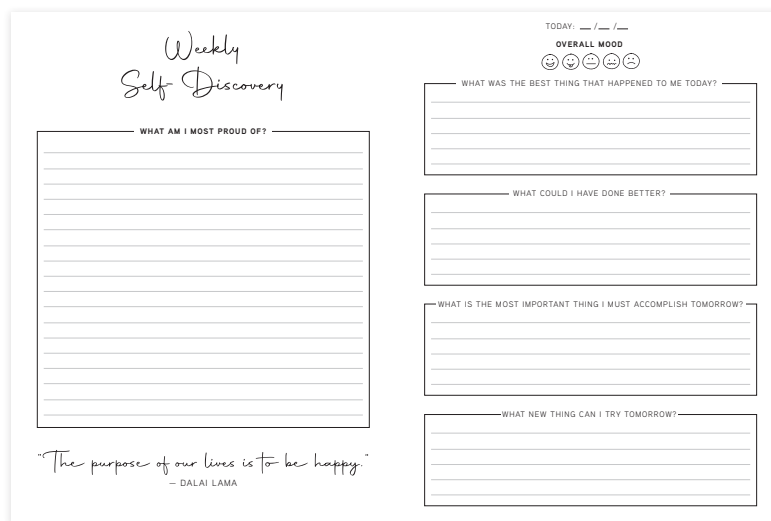 Weekly
Self- Discovery
WHAT AM I MOST PROUD OF?
"The purpose of our lives is to be happy."
— DALAI LAMA
TODAY: __ /__ /__
OVERALL MOOD
WHAT WAS THE BEST THING THAT HAPPENED TO ME TODAY?
WHAT COULD I HAVE DONE BETTER?
WHAT IS THE MOST IMPORTANT THING I MUST ACCOMPLISH TOMORROW?
WHAT NEW THING CAN I TRY TOMORROW?